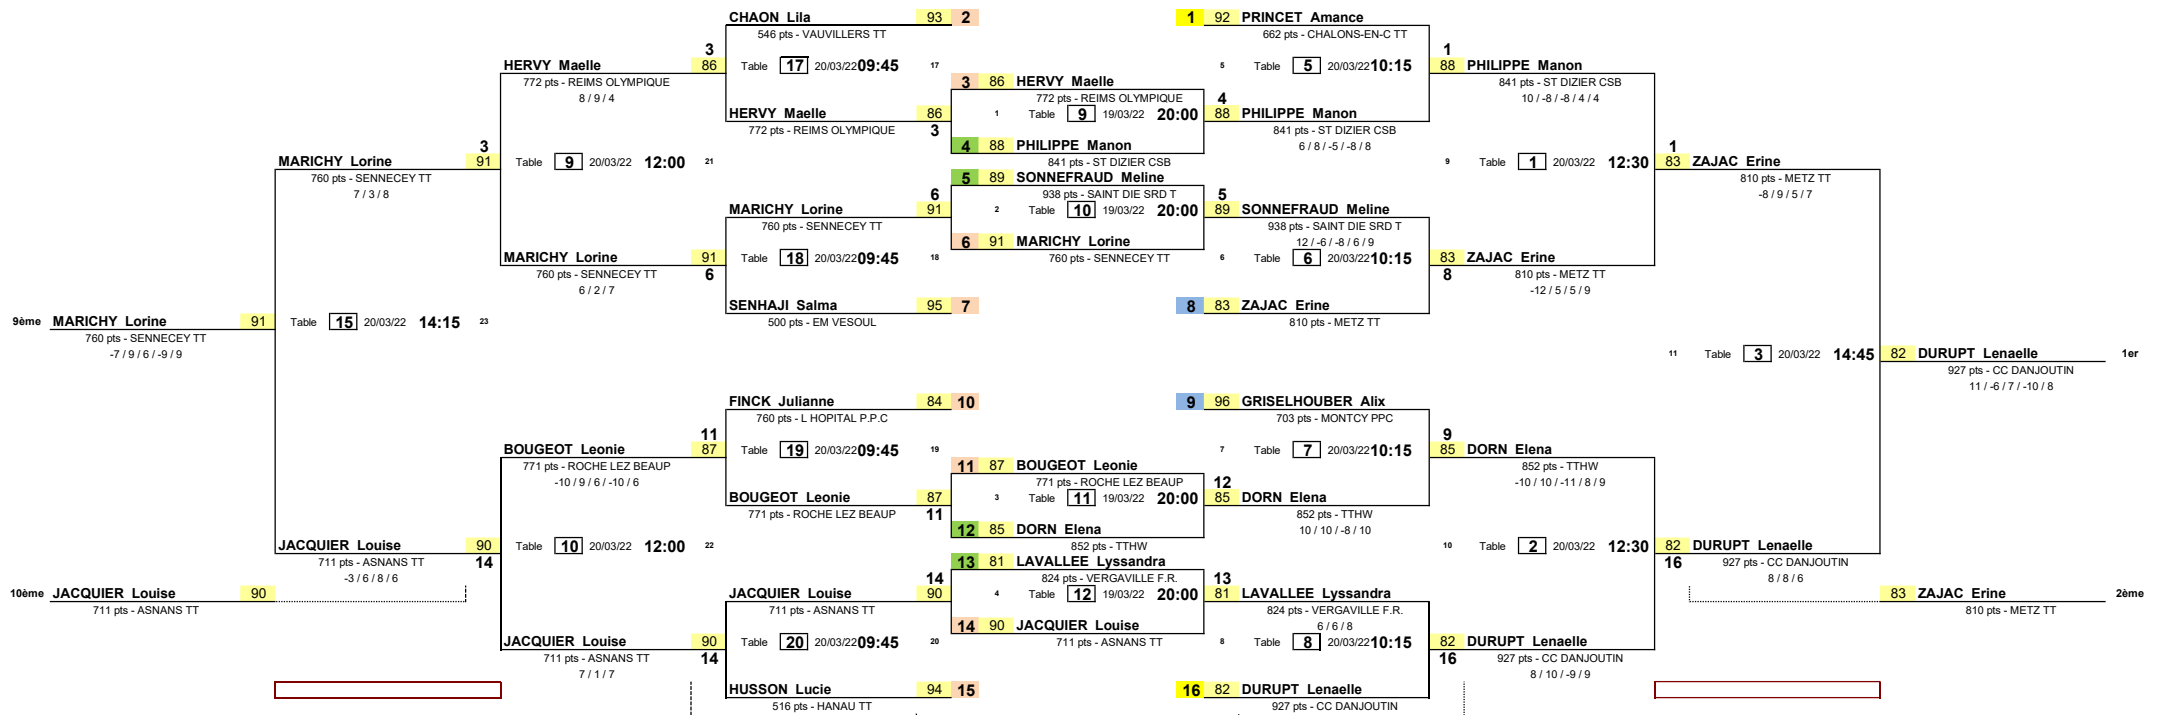 CHAON Lila 93 2 1 92 PRINCET Amance
546 pts - VAUVILLERS TT 662 pts - CHALONS-EN-C TT
3 1
HERVY Maelle 86 Table 17 20/03/22 09:45 17 5 Table 5 20/03/22 10:15 88 PHILIPPE Manon
772 pts - REIMS OLYMPIQUE 3 86 HERVY Maelle 841 pts - ST DIZIER CSB
8 / 9 / 4 772 pts - REIMS OLYMPIQUE 4 10 / -8 / -8 / 4 / 4
HERVY Maelle 86 1 Table 9 19/03/22 20:00 88 PHILIPPE Manon
772 pts - REIMS OLYMPIQUE 3 841 pts - ST DIZIER CSB
3 4 88 PHILIPPE Manon 6 / 8 / -5 / -8 / 8 1
MARICHY Lorine 91 Table 9 20/03/22 12:00 21 841 pts - ST DIZIER CSB 9 Table 1 20/03/22 12:30 83 ZAJAC Erine
760 pts - SENNECEY TT 5 89 SONNEFRAUD Meline 810 pts - METZ TT
7 / 3 / 8 6 938 pts - SAINT DIE SRD T 5 -8 / 9 / 5 / 7
MARICHY Lorine 91 2 Table 10 19/03/22 20:00 89 SONNEFRAUD Meline
760 pts - SENNECEY TT 938 pts - SAINT DIE SRD T
6 91 MARICHY Lorine 12 / -6 / -8 / 6 / 9
MARICHY Lorine 91 Table 18 20/03/22 09:45 18 760 pts - SENNECEY TT 6 Table 6 20/03/22 10:15 83 ZAJAC Erine
760 pts - SENNECEY TT 6 8 810 pts - METZ TT
6 / 2 / 7 -12 / 5 / 5 / 9
SENHAJI Salma 95 7 8 83 ZAJAC Erine
9ème MARICHY Lorine 91 Table 15 20/03/22 14:15 23 500 pts - EM VESOUL 810 pts - METZ TT
760 pts - SENNECEY TT
-7 / 9 / 6 / -9 / 9 11 Table 3 20/03/22 14:45 82 DURUPT Lenaelle 1er
927 pts - CC DANJOUTIN
11 / -6 / 7 / -10 / 8
FINCK Julianne 84 10 9 96 GRISELHOUBER Alix
760 pts - L HOPITAL P.P.C 703 pts - MONTCY PPC
11 9
BOUGEOT Leonie 87 Table 19 20/03/22 09:45 19 7 Table 7 20/03/22 10:15 85 DORN Elena
771 pts - ROCHE LEZ BEAUP 11 87 BOUGEOT Leonie 852 pts - TTHW
-10 / 9 / 6 / -10 / 6 771 pts - ROCHE LEZ BEAUP 12 -10 / 10 / -11 / 8 / 9
BOUGEOT Leonie 87 3 Table 11 19/03/22 20:00 85 DORN Elena
771 pts - ROCHE LEZ BEAUP 11 852 pts - TTHW
12 85 DORN Elena 10 / 10 / -8 / 10
JACQUIER Louise 90 Table 10 20/03/22 12:00 22 852 pts - TTHW 10 Table 2 20/03/22 12:30 82 DURUPT Lenaelle
711 pts - ASNANS TT 14 13 81 LAVALLEE Lyssandra 16 927 pts - CC DANJOUTIN
-3 / 6 / 8 / 6 14 824 pts - VERGAVILLE F.R. 13 8 / 8 / 6
10ème JACQUIER Louise 90 JACQUIER Louise 90 4 Table 12 19/03/22 20:00 81 LAVALLEE Lyssandra 83 ZAJAC Erine 2ème
711 pts - ASNANS TT 711 pts - ASNANS TT 824 pts - VERGAVILLE F.R. 810 pts - METZ TT
14 90 JACQUIER Louise 6 / 6 / 8
JACQUIER Louise 90 Table 20 20/03/22 09:45 20 711 pts - ASNANS TT 8 Table 8 20/03/22 10:15 82 DURUPT Lenaelle
711 pts - ASNANS TT 14 16 927 pts - CC DANJOUTIN
7 / 1 / 7 8 / 10 / -9 / 9
HUSSON Lucie 94 15 16 82 DURUPT Lenaelle
516 pts - HANAU TT 927 pts - CC DANJOUTIN